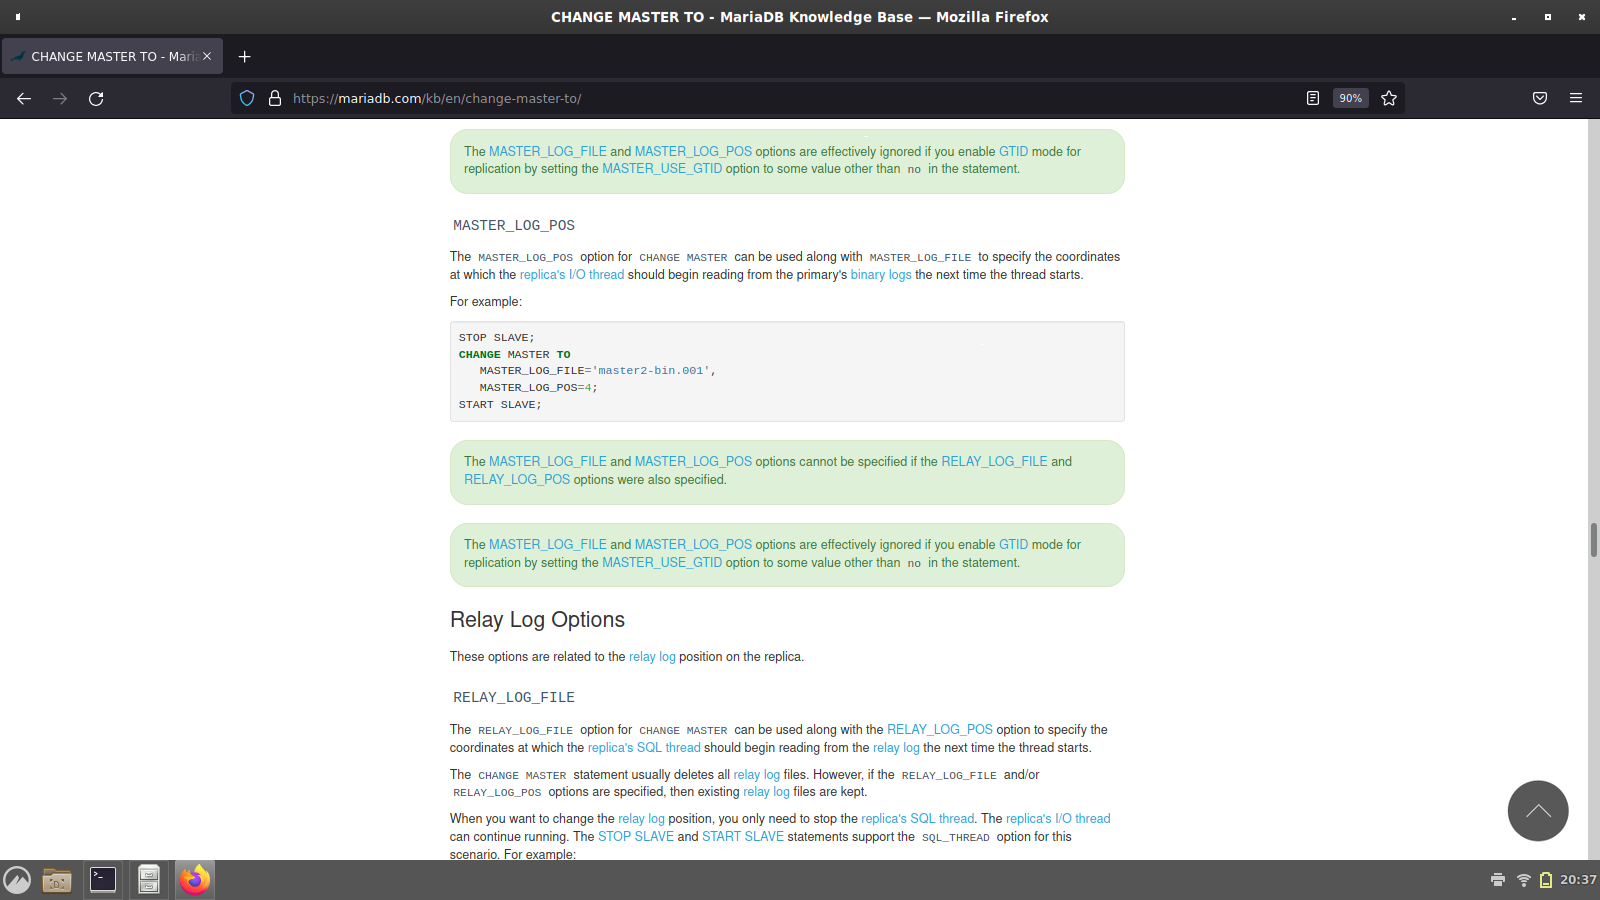 CHANGE MASTER TO - MariaDB Knowledge Base — Mozilla Firefox
CHANGE MASTER TO - Maria
https://mariadb.com/kb/en/change-master-to/
90%
The MASTER_LOG_FILE and MASTER_LOG_POS options are effectively ignored if you enable GTID mode for
replication by setting the MASTER_USE_GTID option to some value other than no in the statement.
MASTER_LOG_POS
The MASTER_LOG_POS option for CHANGE MASTER can be used along with MASTER_LOG_FILE to specify the coordinates
at which the replica's I/O thread should begin reading from the primary's binary logs the next time the thread starts.
For example:
STOP SLAVE;
CHANGE MASTER TO
MASTER_LOG_FILE='master2-bin.001',
MASTER_LOG_POS=4;
START SLAVE;
The MASTER_LOG_FILE and MASTER_LOG_POS options cannot be specified if the RELAY_LOG_FILE and
RELAY_LOG_POS options were also specified.
The MASTER_LOG_FILE and MASTER_LOG_POS options are effectively ignored if you enable GTID mode for
replication by setting the MASTER_USE_GTID option to some value other than no in the statement.
Relay Log Options
These options are related to the relay log position on the replica.
RELAY_LOG_FILE
The RELAY_LOG_FILE option for CHANGE MASTER can be used along with the RELAY_LOG_POS option to specify the
coordinates at which the replica's SQL thread should begin reading from the relay log the next time the thread starts.
The CHANGE MASTER statement usually deletes all relay log files. However, if the RELAY_LOG_FILE and/or
RELAY_LOG_POS options are specified, then existing relay log files are kept.
When you want to change the relay log position, you only need to stop the replica's SQL thread. The replica's I/O thread
can continue running. The STOP SLAVE and START SLAVE statements support the SQL_THREAD option for this
scenario. For example:
20:37